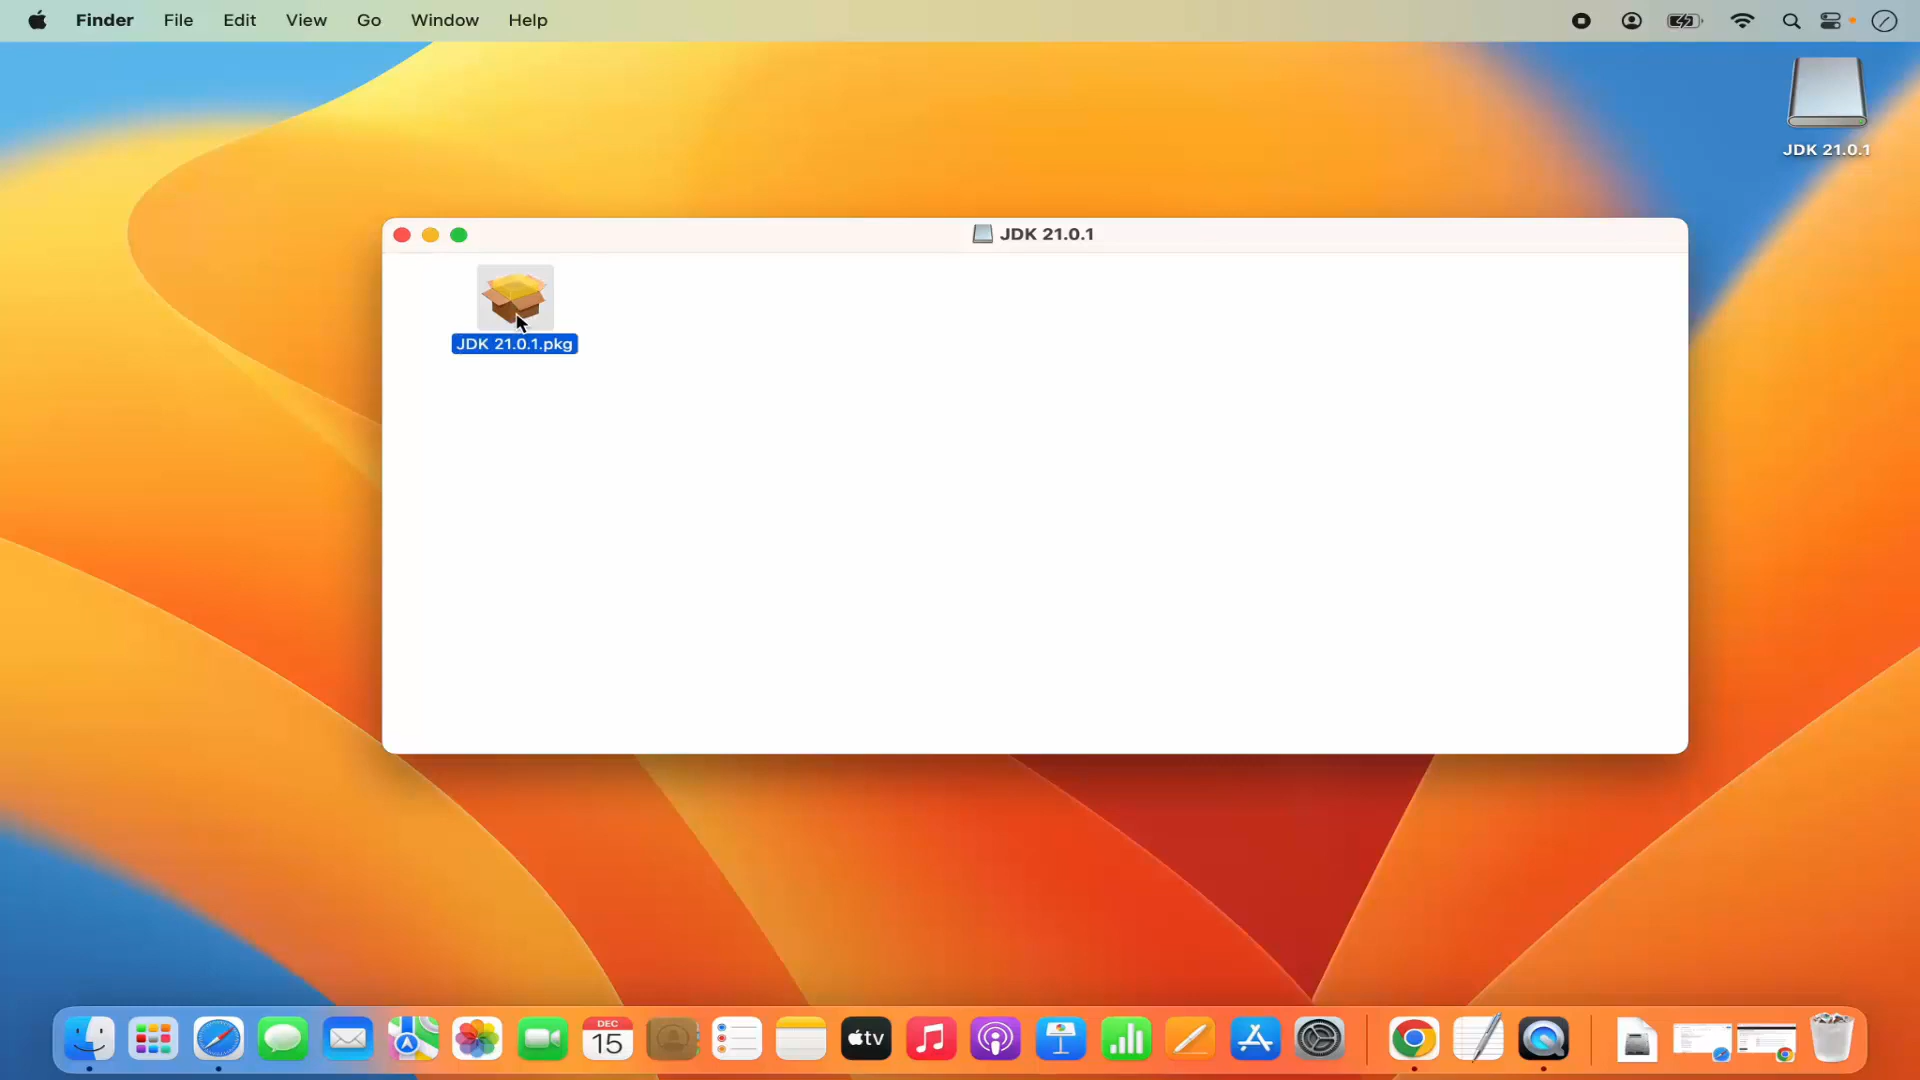 Finder File Edit View Go Window Help
JDK 21.0.1
JDK 21.0.1
JDK 21.0.1.pkg
DEC
15
tv